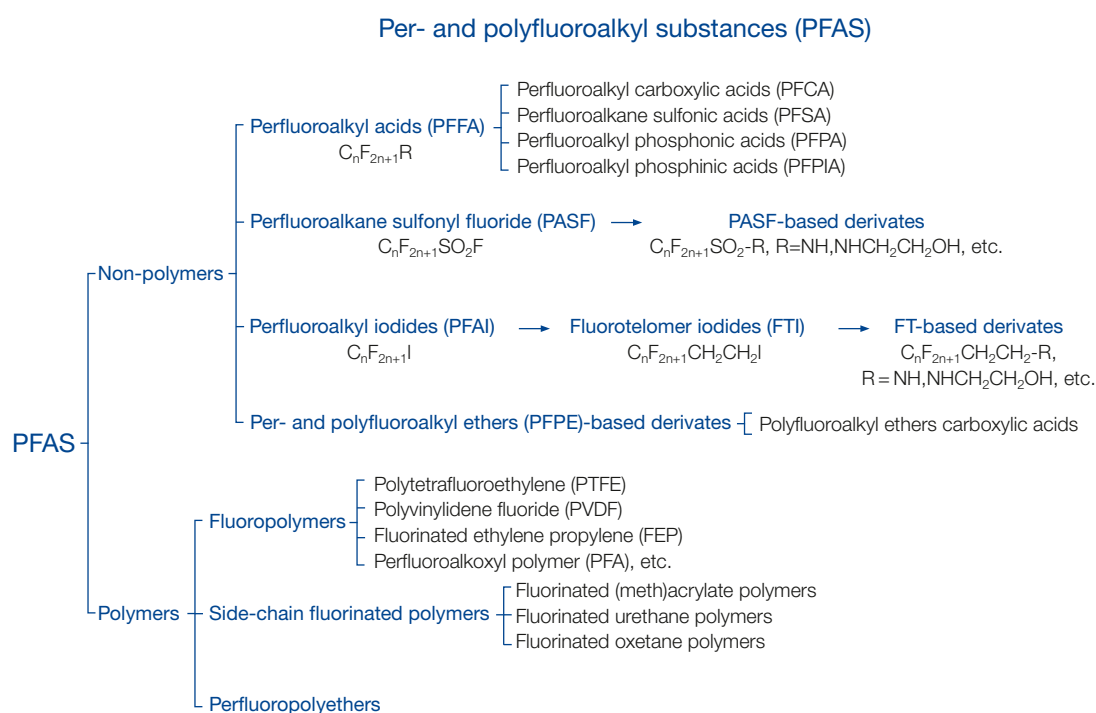 Per- and polyfluoroalkyl substances (PFAS)
Perfluoroalkyl carboxylic acids (PFCA)
Perfluoroalkane sulfonic acids (PFSA)
Perfluoroalkyl acids (PFFA)
Perfluoroalkyl phosphonic acids (PFPA)
CnF2n+1R
Perfluoroalkyl phosphinic acids (PFPIA)
Perfluoroalkane sulfonyl fluoride (PASF)
PASF-based derivates
CnF2n+1SO2F
CnF2n+1SO2-R, R=NH,NHCH2CH2OH, etc.
Non-polymers
Perfluoroalkyl iodides (PFAI)
Fluorotelomer iodides (FTI)
FT-based derivates
CnF2n+1I
CnF2n+1CH2CH2I
CnF2n+1CH2CH2-R,
R = NH,NHCH2CH2OH, etc.
Per- and polyfluoroalkyl ethers (PFPE)-based derivates
Polyfluoroalkyl ethers carboxylic acids
PFAS
Polytetrafluoroethylene (PTFE)
Polyvinylidene fluoride (PVDF)
Fluoropolymers
Fluorinated ethylene propylene (FEP)
Perfluoroalkoxyl polymer (PFA), etc.
Fluorinated (meth)acrylate polymers
Polymers
Side-chain fluorinated polymers
Fluorinated urethane polymers
Fluorinated oxetane polymers
Perfluoropolyethers